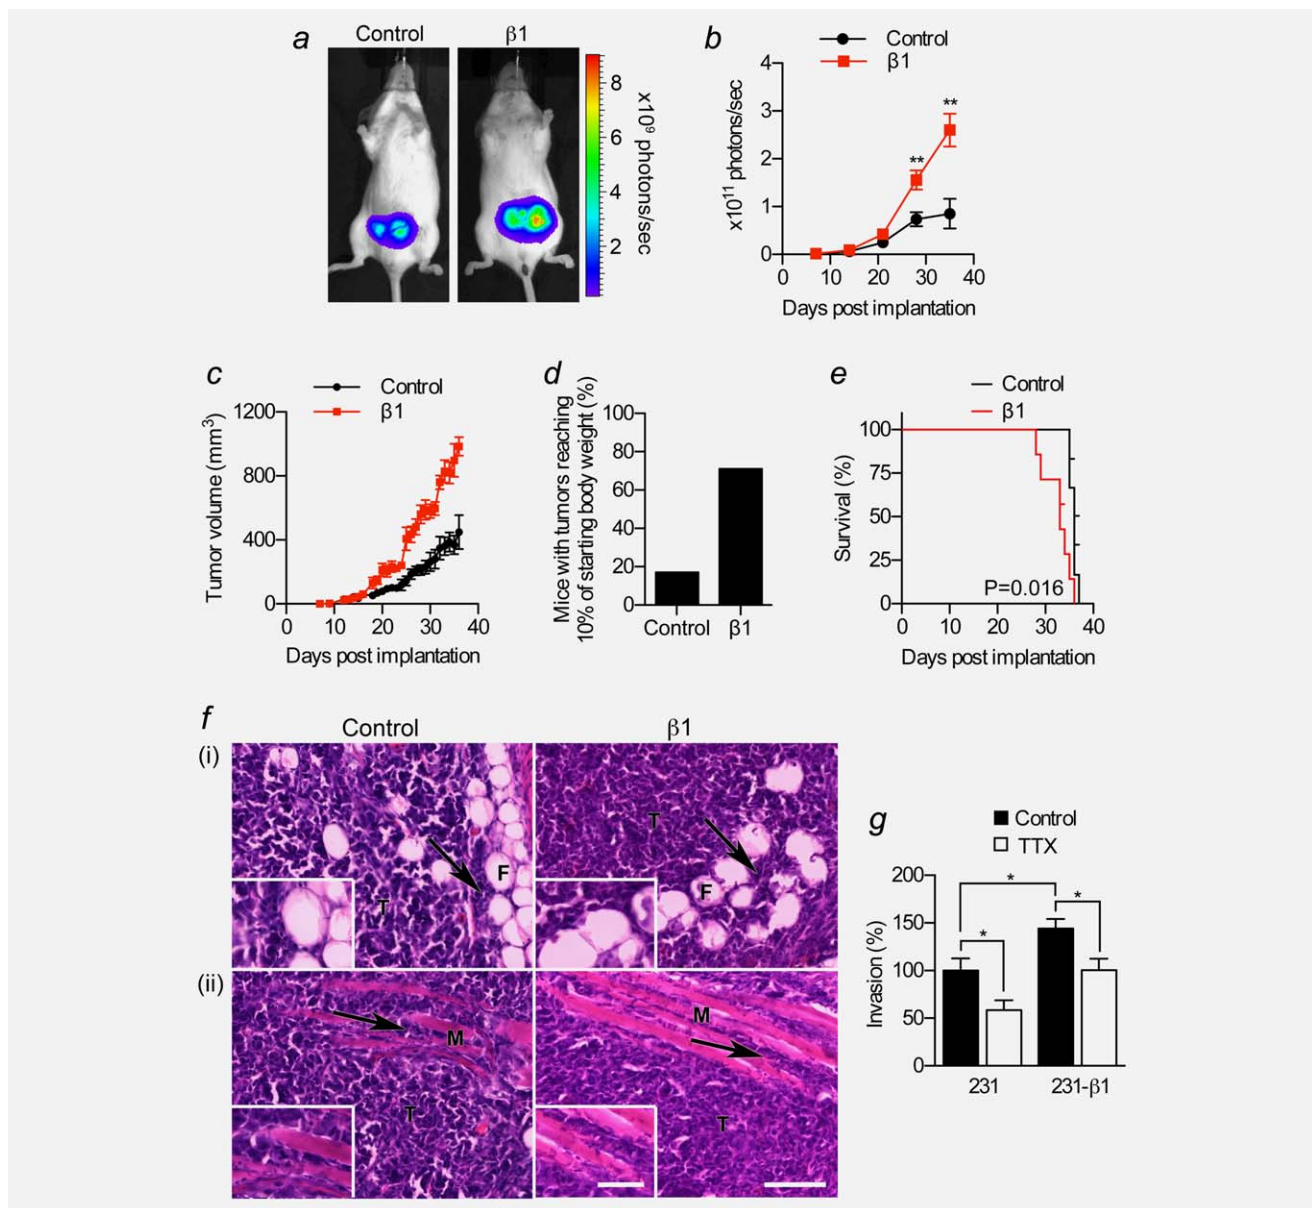 a
Control
β1
8
6
4
2
x10⁹ photons/sec
b
Control
β1
x10¹¹ photons/sec
4
3
2
1
0
**
**
0 10 20 30 40
Days post implantation
c
Control
β1
Tumor volume (mm³)
1200
800
400
0
0 10 20 30 40
Days post implantation
d
Mice with tumors reaching
10% of starting body weight (%)
100
80
60
40
20
0
Control β1
e
Control
β1
Survival (%)
100
75
50
25
0
P=0.016
0 10 20 30 40
Days post implantation
f
Control
β1
(i)
T
F
T
F
(ii)
M
T
M
T
g
Control
TTX
Invasion (%)
200
150
100
50
0
*
*
*
231 231-β1